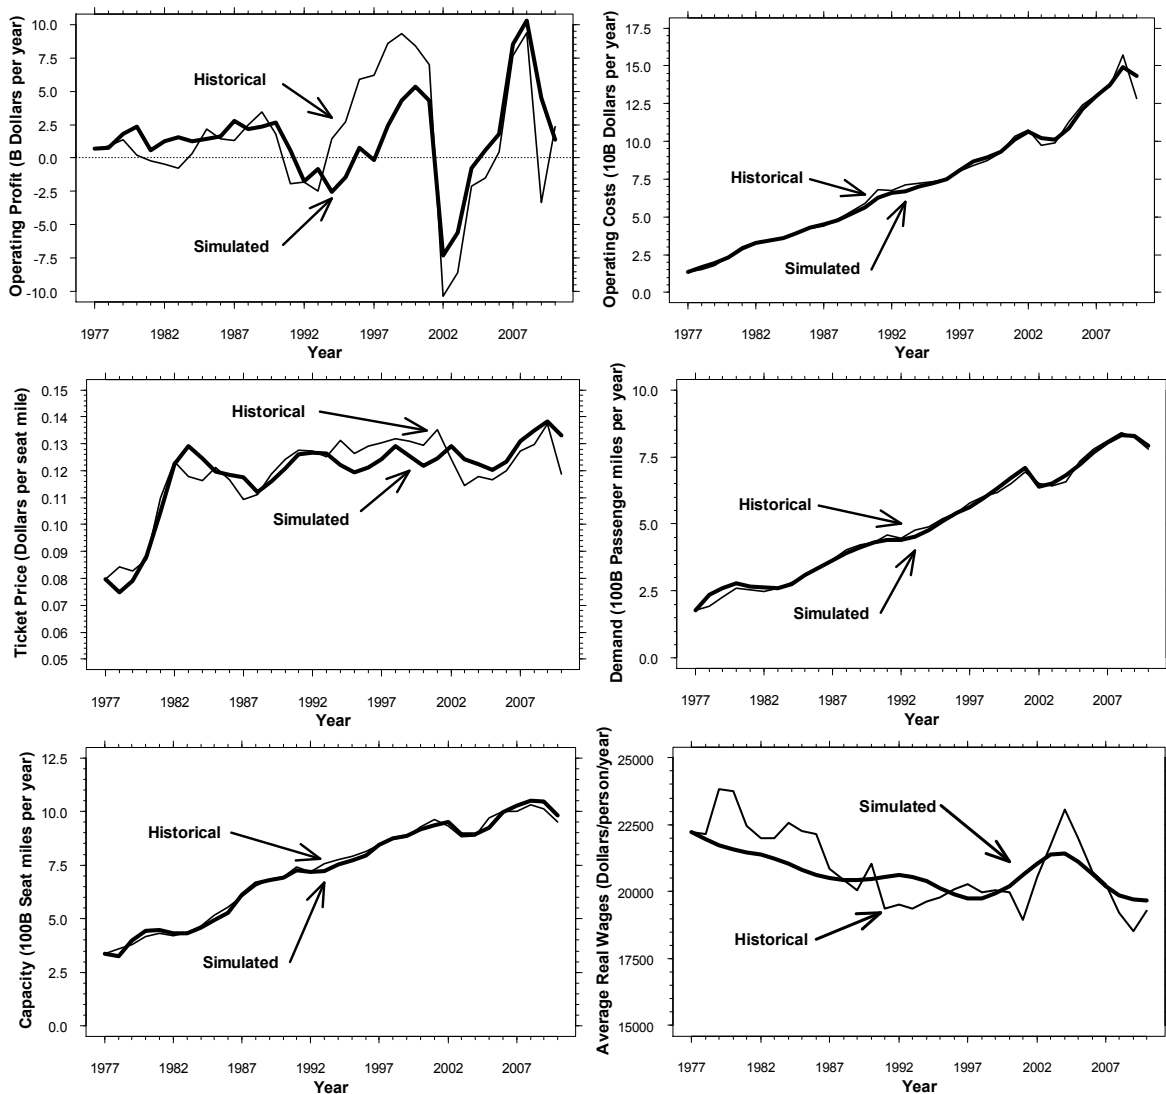 Operating Profit (B Dollars per year)
10.0
7.5
5.0
2.5
0.0
-2.5
-5.0
-7.5
-10.0
Historical
Simulated
1977 1982 1987 1992 1997 2002 2007
Year
Operating Costs (10B Dollars per year)
17.5
15.0
12.5
10.0
7.5
5.0
2.5
0.0
Historical
Simulated
1977 1982 1987 1992 1997 2002 2007
Year
Ticket Price (Dollars per seat mile)
0.15
0.14
0.13
0.12
0.11
0.10
0.09
0.08
0.07
0.06
0.05
Historical
Simulated
1977 1982 1987 1992 1997 2002 2007
Year
Demand (100B Passenger miles per year)
10.0
7.5
5.0
2.5
0.0
Historical
Simulated
1977 1982 1987 1992 1997 2002 2007
Year
Capacity (100B Seat miles per year)
12.5
10.0
7.5
5.0
2.5
0.0
Historical
Simulated
1977 1982 1987 1992 1997 2002 2007
Year
Average Real Wages (Dollars/person/year)
25000
22500
20000
17500
15000
Simulated
Historical
1977 1982 1987 1992 1997 2002 2007
Year